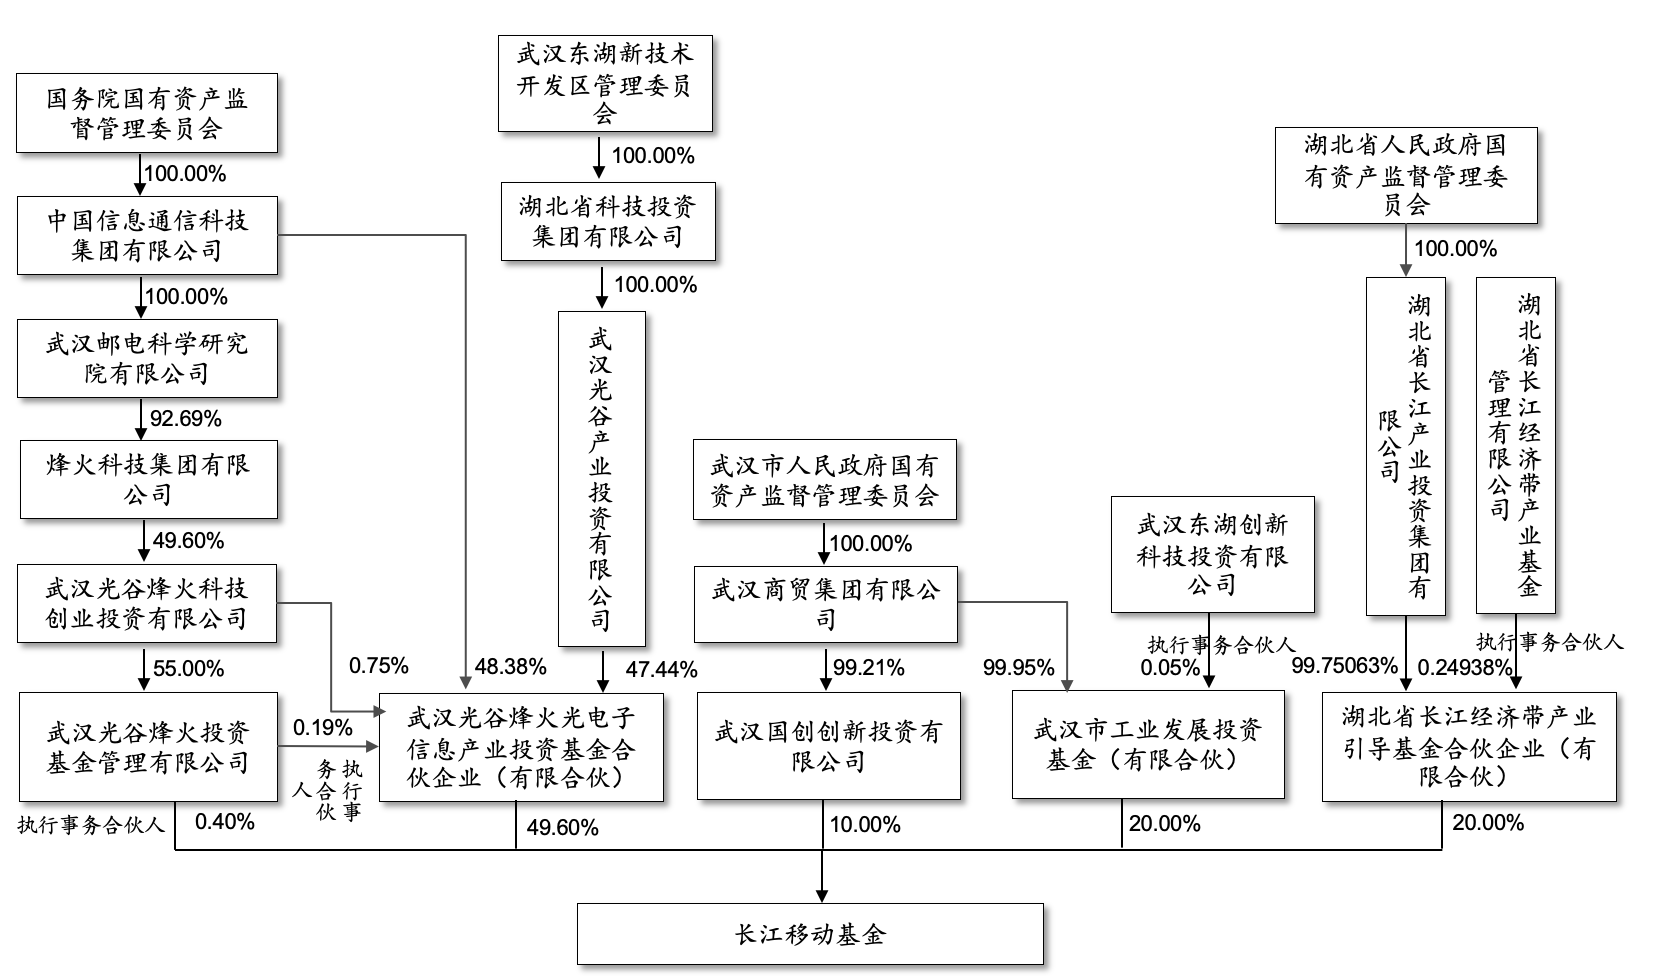 武汉东湖新技术
开发区管理委员
会
国务院国有资产监
督管理委员会
100.00%
湖北省人民政府国
有资产监督管理委
员会
100.00%
中国信息通信科技
集团有限公司
湖北省科技投资
集团有限公司
100.00%
100.00%
100.00%
武汉邮电科学研究
院有限公司
武汉光谷产业投资有限公司
湖北省长江产业投资集团有
限公司
湖北省长江经济带产业基金
管理有限公司
92.69%
烽火科技集团有限
公司
武汉市人民政府国有
资产监督管理委员会
49.60%
100.00%
武汉东湖创新
科技投资有限
公司
武汉光谷烽火科技
创业投资有限公司
武汉商贸集团有限公
司
执行事务合伙人
执行事务合伙人
55.00%
0.75%
48.38%
47.44%
99.21%
99.95%
0.05%
99.75063%
0.24938%
武汉光谷烽火投资
基金管理有限公司
0.19%
执行事
务合伙
人
武汉光谷烽火光电子
信息产业投资基金合
伙企业（有限合伙）
武汉国创创新投资有
限公司
武汉市工业发展投资
基金（有限合伙）
湖北省长江经济带产业
引导基金合伙企业（有
限合伙）
执行事务合伙人
0.40%
49.60%
10.00%
20.00%
20.00%
长江移动基金